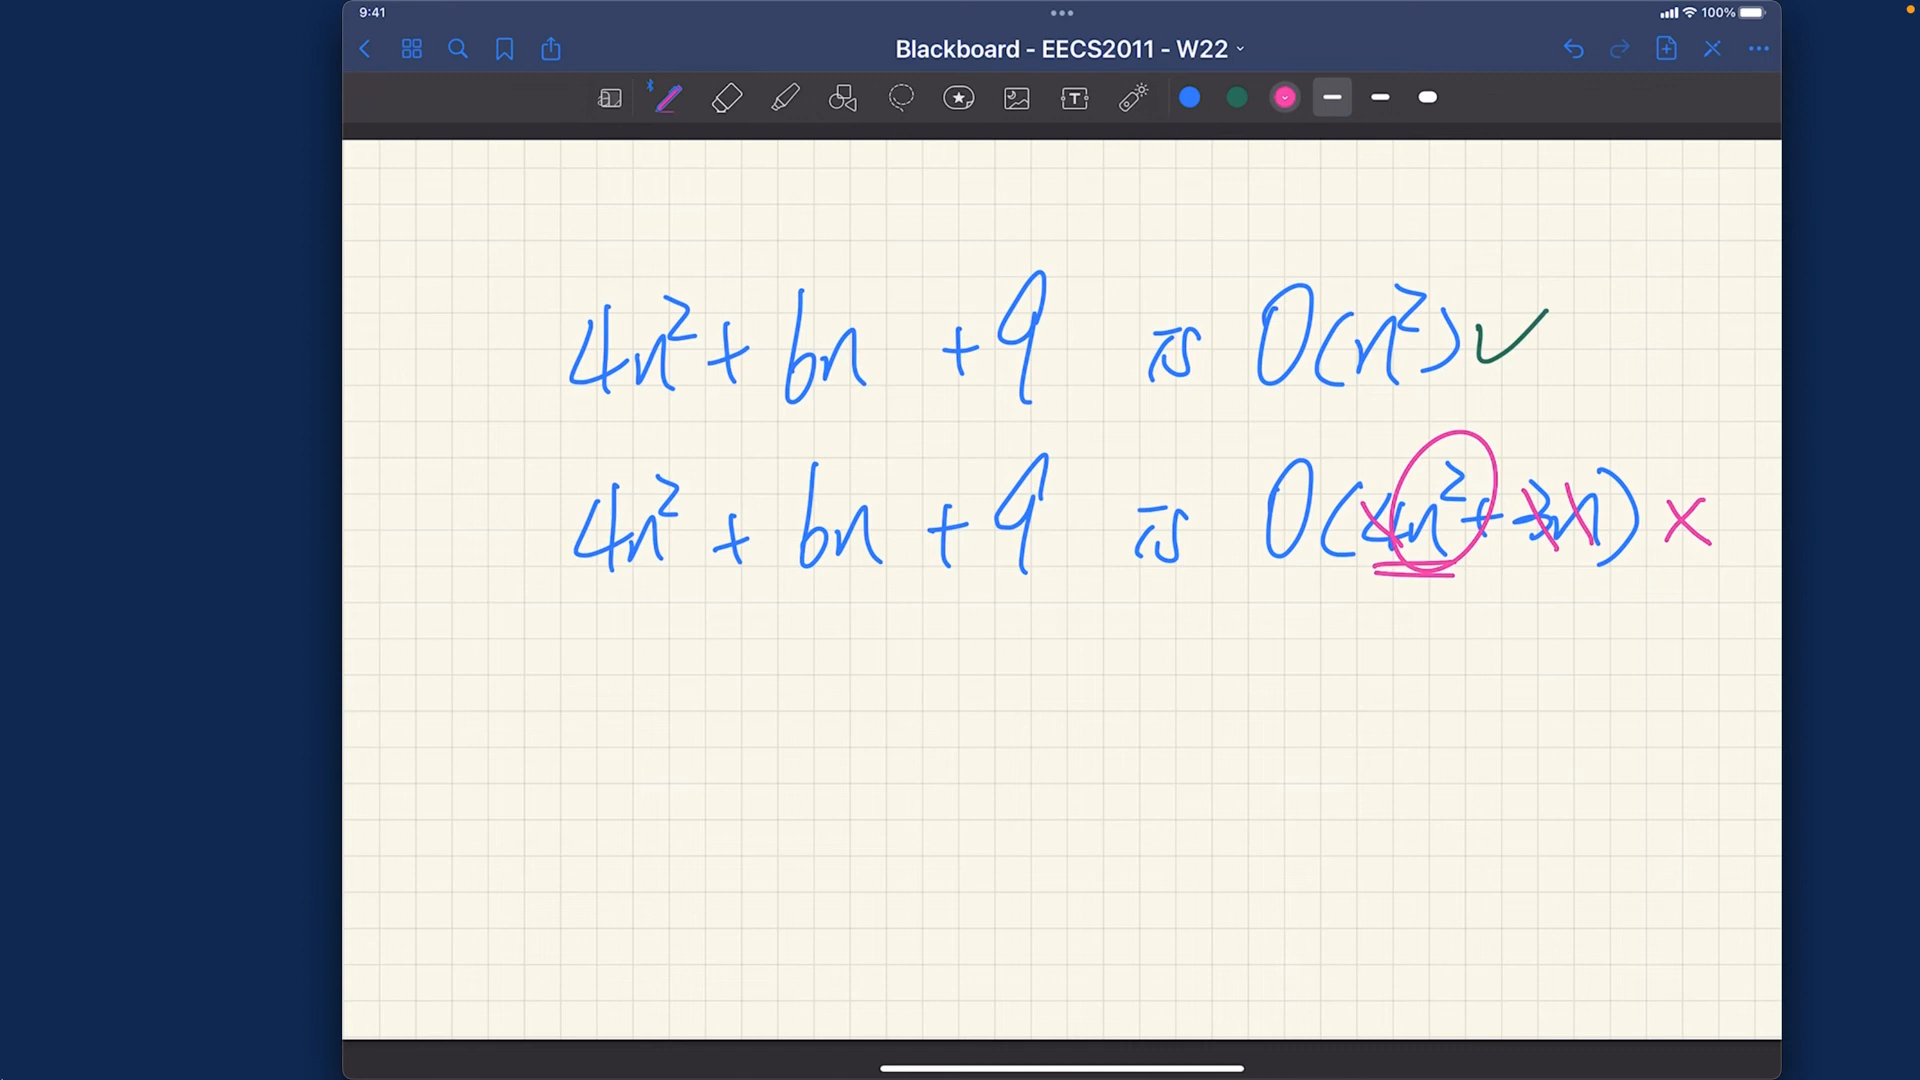 9:41
100%
Blackboard - EECS2011 - W22
4n² + 6n + 9 is O(n²) ✓
4n² + 6n + 9 is O(4n² + 3n) ×